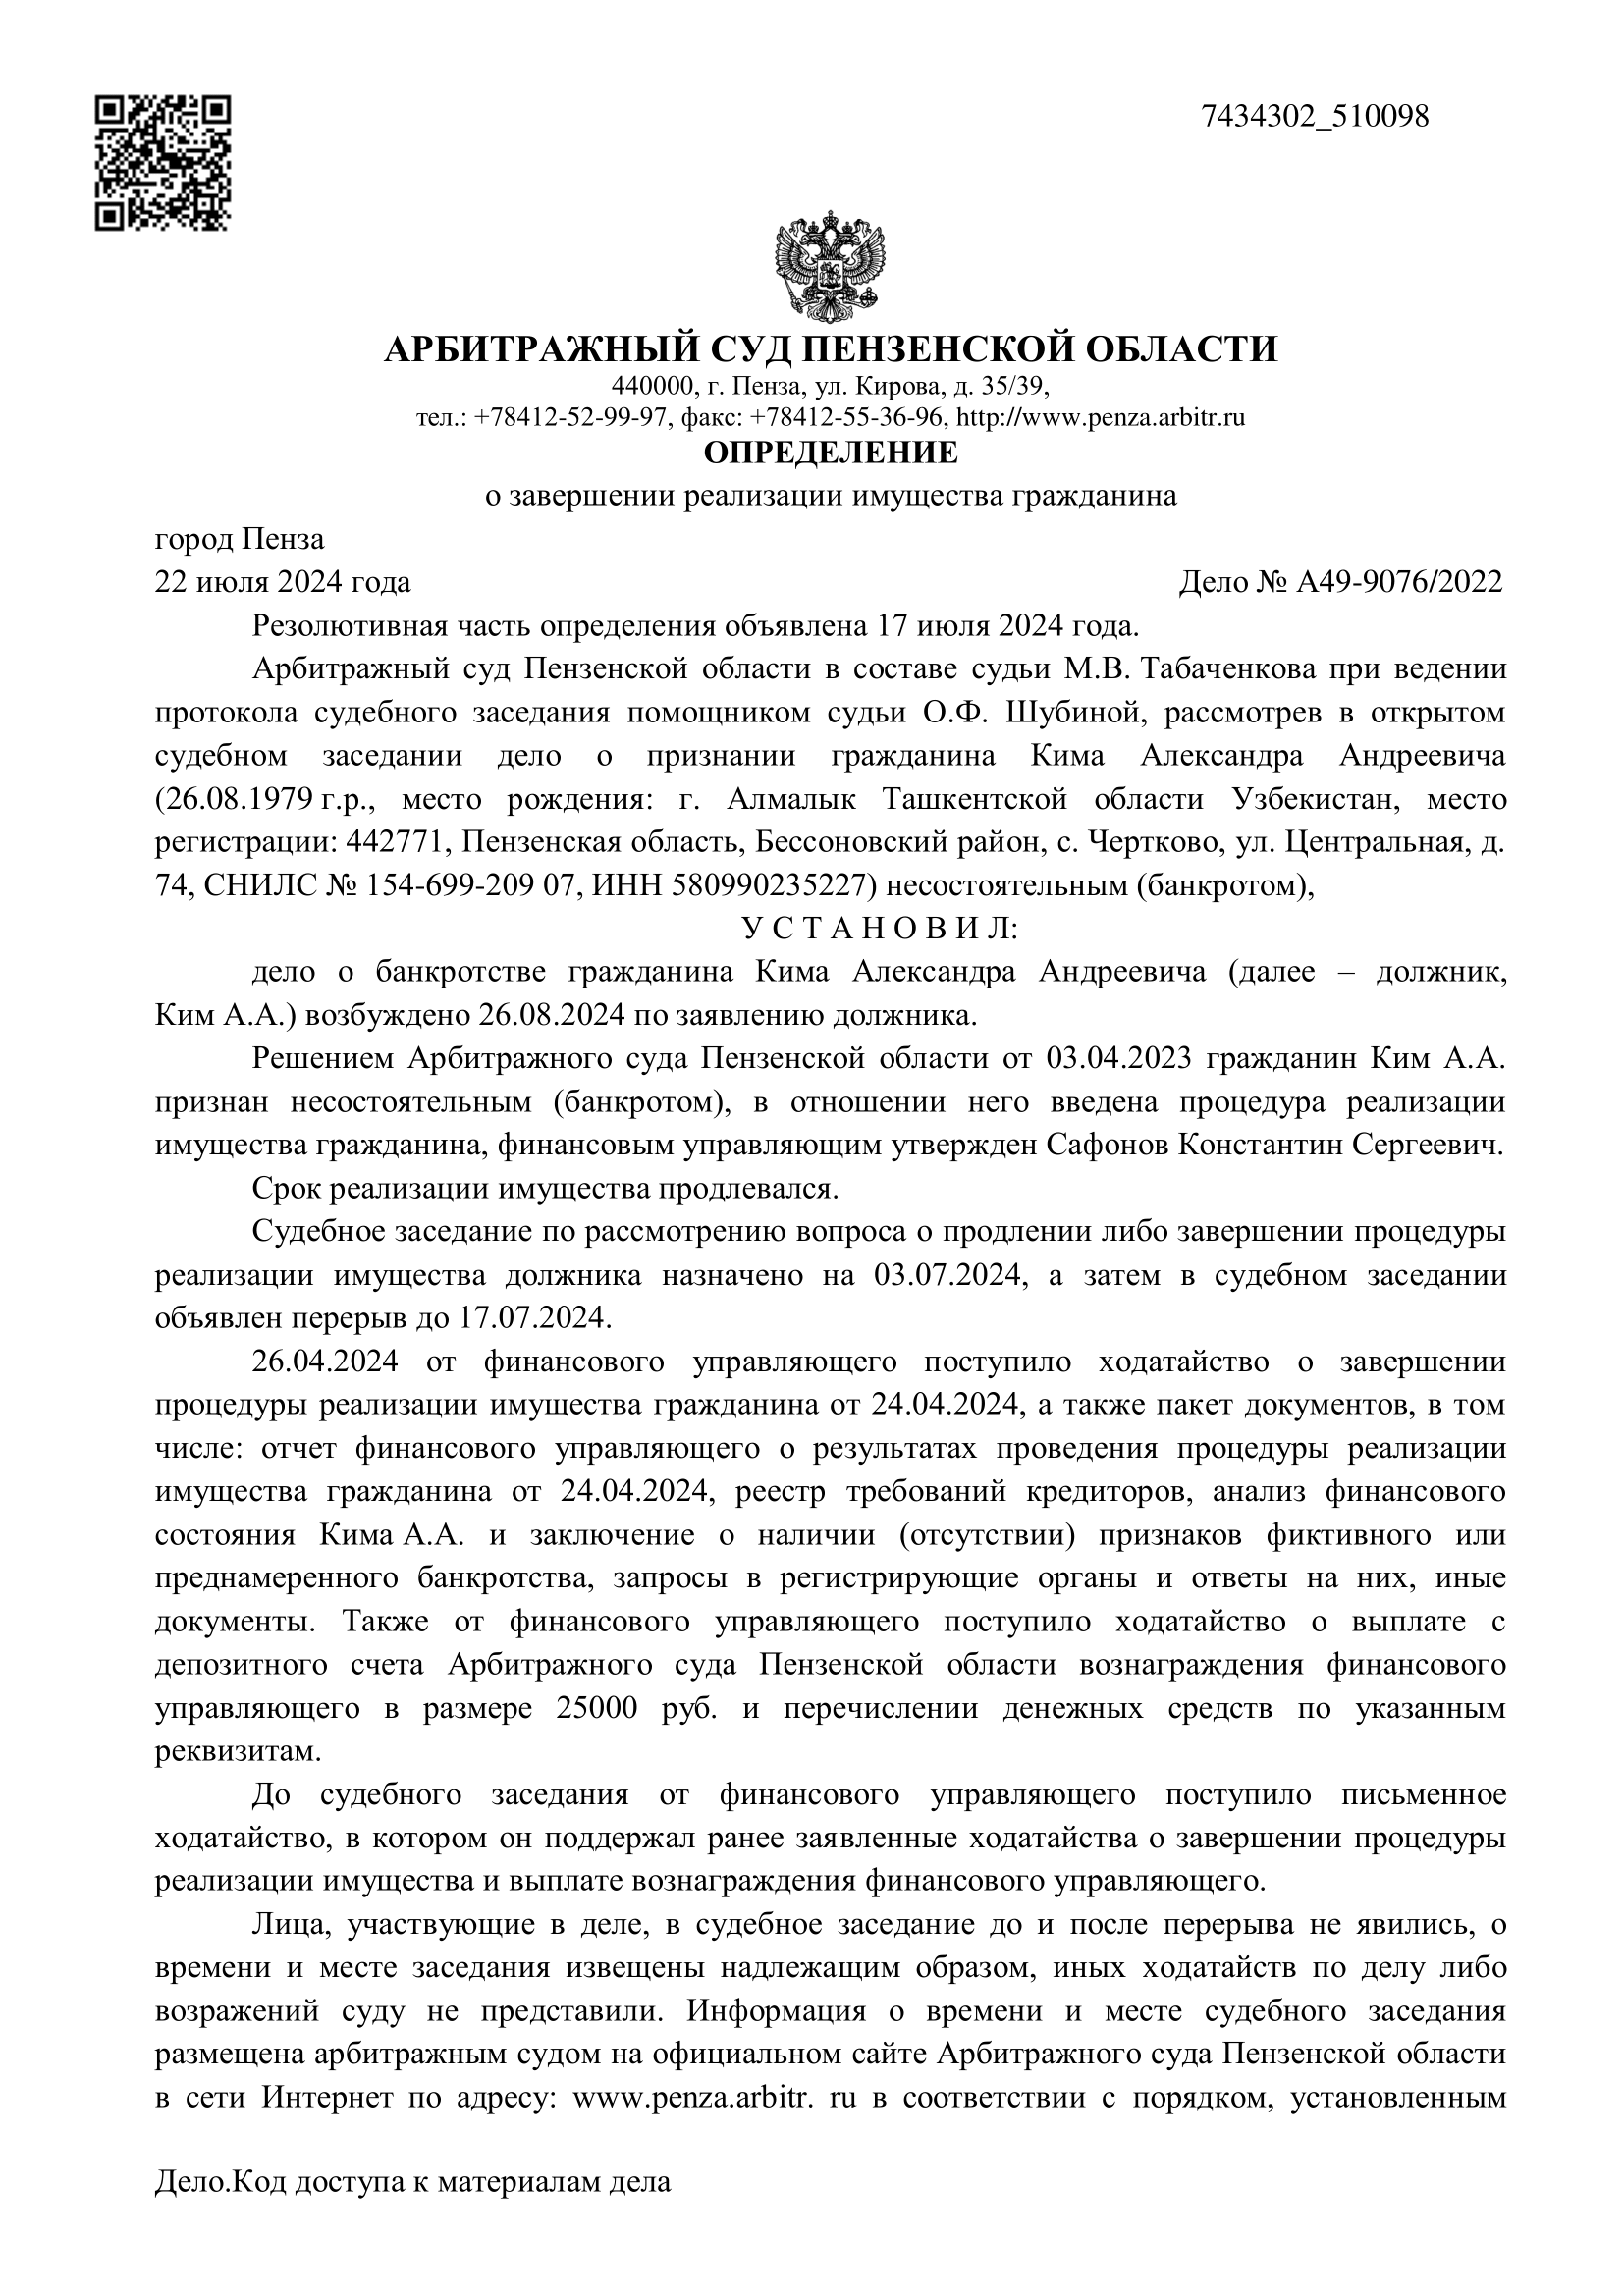 7434302_510098
АРБИТРАЖНЫЙ СУД ПЕНЗЕНСКОЙ ОБЛАСТИ
440000, г. Пенза, ул. Кирова, д. 35/39,
тел.: +78412-52-99-97, факс: +78412-55-36-96, http://www.penza.arbitr.ru
ОПРЕДЕЛЕНИЕ
о завершении реализации имущества гражданина
город Пенза
22 июля 2024 года Дело № А49-9076/2022
Резолютивная часть определения объявлена 17 июля 2024 года.
Арбитражный суд Пензенской области в составе судьи М.В. Табаченкова при ведении
протокола судебного заседания помощником судьи О.Ф. Шубиной, рассмотрев в открытом
судебном заседании дело о признании гражданина Кима Александра Андреевича
(26.08.1979 г.р., место рождения: г. Алмалык Ташкентской области Узбекистан, место
регистрации: 442771, Пензенская область, Бессоновский район, с. Чертково, ул. Центральная, д.
74, СНИЛС № 154-699-209 07, ИНН 580990235227) несостоятельным (банкротом),
У С Т А Н О В И Л:
дело о банкротстве гражданина Кима Александра Андреевича (далее – должник,
Ким А.А.) возбуждено 26.08.2024 по заявлению должника.
Решением Арбитражного суда Пензенской области от 03.04.2023 гражданин Ким А.А.
признан несостоятельным (банкротом), в отношении него введена процедура реализации
имущества гражданина, финансовым управляющим утвержден Сафонов Константин Сергеевич.
Срок реализации имущества продлевался.
Судебное заседание по рассмотрению вопроса о продлении либо завершении процедуры
реализации имущества должника назначено на 03.07.2024, а затем в судебном заседании
объявлен перерыв до 17.07.2024.
26.04.2024 от финансового управляющего поступило ходатайство о завершении
процедуры реализации имущества гражданина от 24.04.2024, а также пакет документов, в том
числе: отчет финансового управляющего о результатах проведения процедуры реализации
имущества гражданина от 24.04.2024, реестр требований кредиторов, анализ финансового
состояния Кима А.А. и заключение о наличии (отсутствии) признаков фиктивного или
преднамеренного банкротства, запросы в регистрирующие органы и ответы на них, иные
документы. Также от финансового управляющего поступило ходатайство о выплате с
депозитного счета Арбитражного суда Пензенской области вознаграждения финансового
управляющего в размере 25000 руб. и перечислении денежных средств по указанным
реквизитам.
До судебного заседания от финансового управляющего поступило письменное
ходатайство, в котором он поддержал ранее заявленные ходатайства о завершении процедуры
реализации имущества и выплате вознаграждения финансового управляющего.
Лица, участвующие в деле, в судебное заседание до и после перерыва не явились, о
времени и месте заседания извещены надлежащим образом, иных ходатайств по делу либо
возражений суду не представили. Информация о времени и месте судебного заседания
размещена арбитражным судом на официальном сайте Арбитражного суда Пензенской области
в сети Интернет по адресу: www.penza.arbitr. ru в соответствии с порядком, установленным
Дело.Код доступа к материалам дела